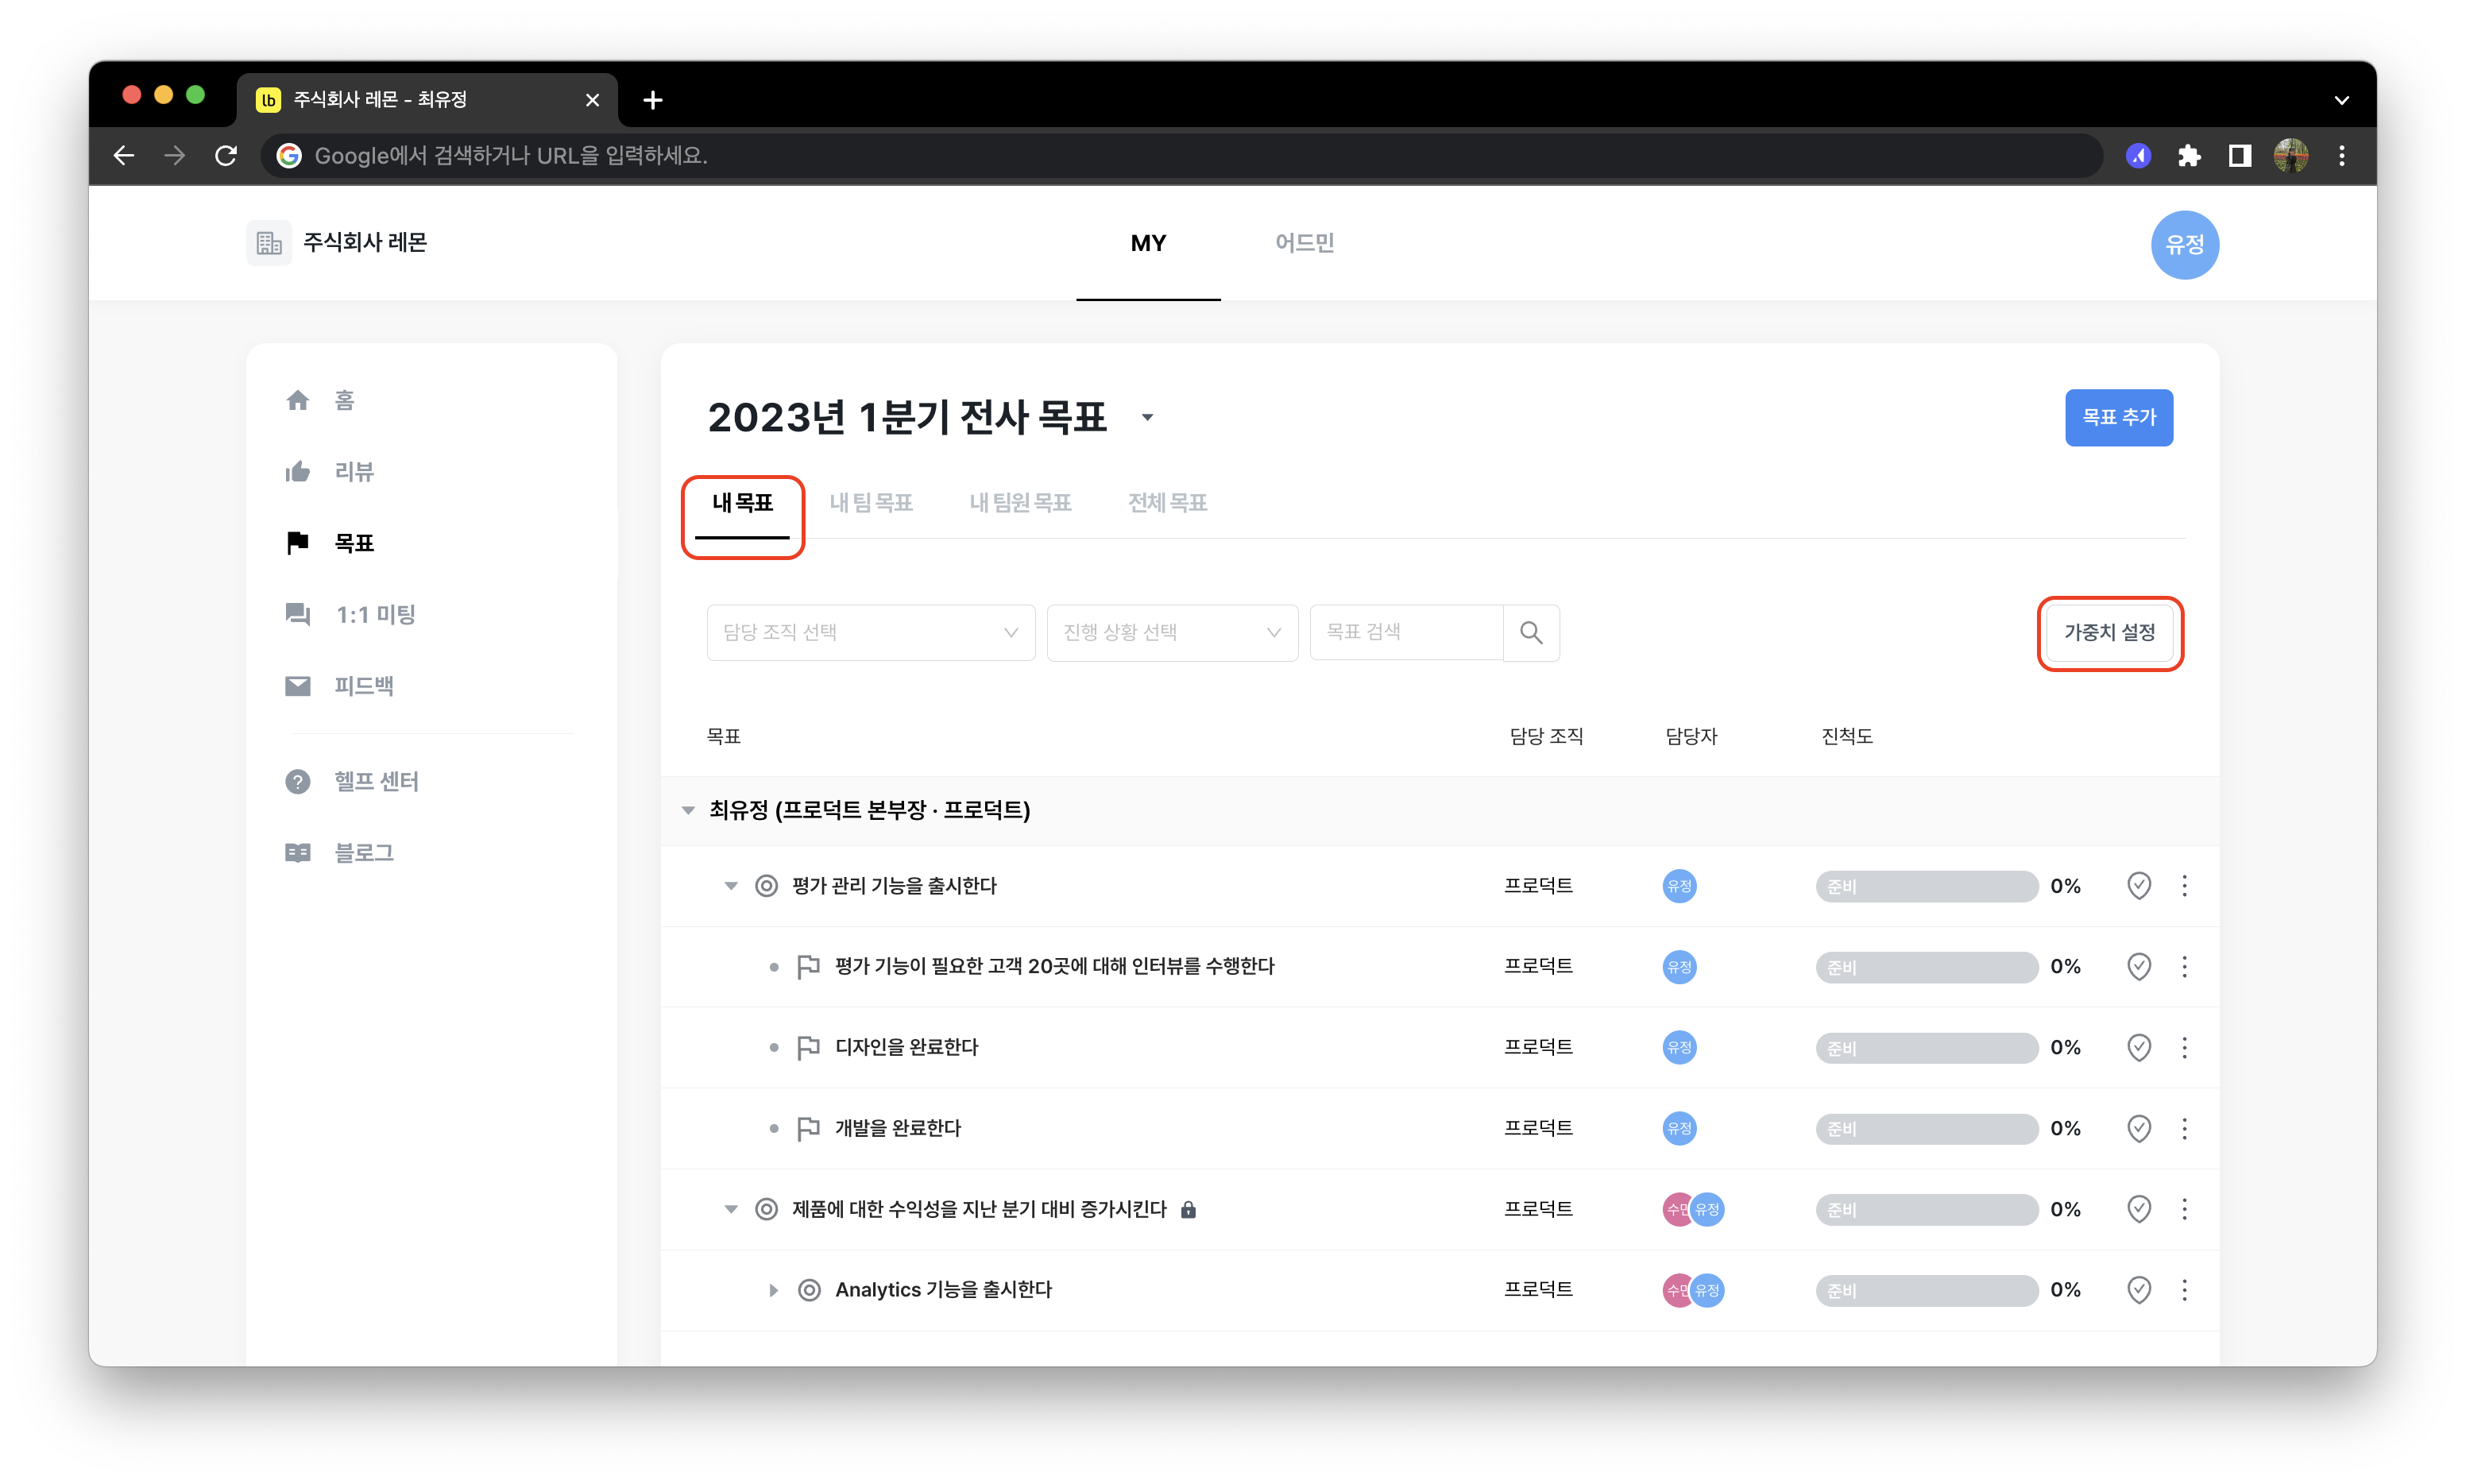 lb 주식회사 레몬 - 최유정
Google에서 검색하거나 URL을 입력하세요.
주식회사 레몬
MY
어드민
유정
홈
리뷰
목표
1:1 미팅
피드백
헬프 센터
블로그
2023년 1분기 전사 목표
목표 추가
내 목표
내 팀 목표
내 팀원 목표
전체 목표
담당 조직 선택
진행 상황 선택
목표 검색
가중치 설정
목표 담당 조직 담당자 진척도
최유정 (프로덕트 본부장 · 프로덕트)
평가 관리 기능을 출시한다 프로덕트 유정 준비 0%
평가 기능이 필요한 고객 20곳에 대해 인터뷰를 수행한다 프로덕트 유정 준비 0%
디자인을 완료한다 프로덕트 유정 준비 0%
개발을 완료한다 프로덕트 유정 준비 0%
제품에 대한 수익성을 지난 분기 대비 증가시킨다 프로덕트 유정 준비 0%
Analytics 기능을 출시한다 프로덕트 유정 준비 0%